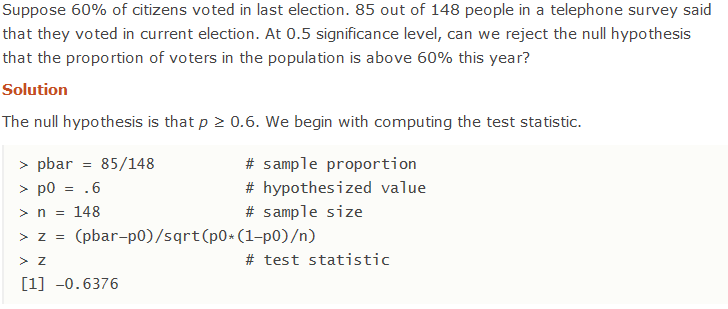 Suppose 60% of citizens voted in last election. 85 out of 148 people in a telephone survey said
that they voted in current election. At 0.5 significance level, can we reject the null hypothesis
that the proportion of voters in the population is above 60% this year?
Solution
The null hypothesis is that p ≥ 0.6. We begin with computing the test statistic.
> pbar = 85/148 # sample proportion
> p0 = .6 # hypothesized value
> n = 148 # sample size
> z = (pbar−p0)/sqrt(p0∗(1−p0)/n)
> z # test statistic
[1] −0.6376